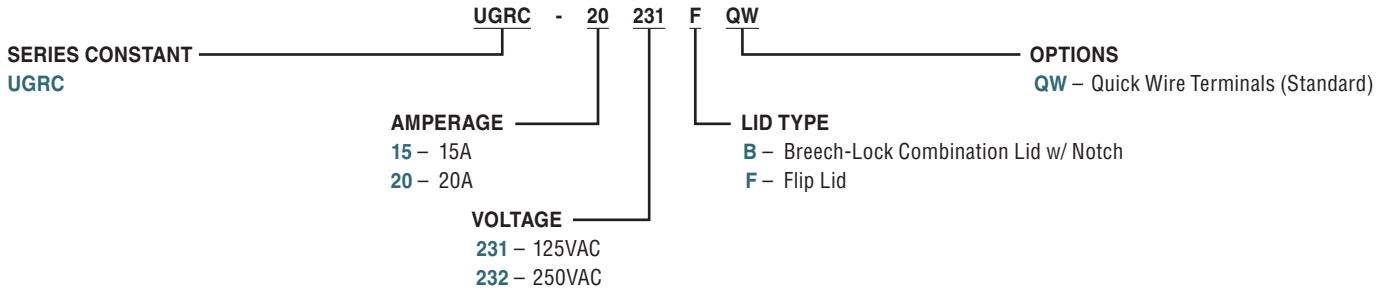 UGRC - 20 231 F QW
SERIES CONSTANT
UGRC
OPTIONS
QW – Quick Wire Terminals (Standard)
AMPERAGE
15 – 15A
20 – 20A
LID TYPE
B – Breech-Lock Combination Lid w/ Notch
F – Flip Lid
VOLTAGE
231 – 125VAC
232 – 250VAC